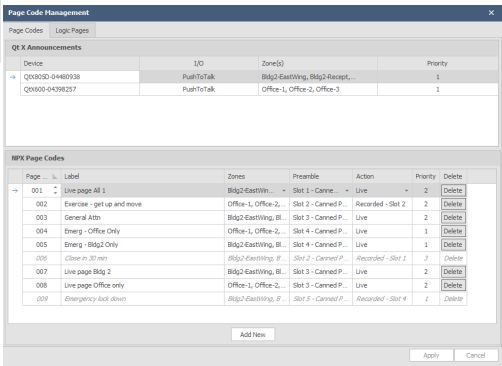 Page Code Management
Page Codes Logic Pages
Qt X Announcements
Device I/O Zone(s) Priority
QtX805D-04480938 PushToTalk Bldg2-EastWing, Bldg2-Recept,... 1
QtX600-04398257 PushToTalk Office-1, Office-2, Office-3 1
NPX Page Codes
Page ... Label Zones Preamble Action Priority Delete
001 Live page All 1 Bldg2-EastWin... Slot 1 - Canne... Live 2 Delete
002 Exercise - get up and move Office-1, Office-2,... Slot 2 - Canned P... Recorded - Slot 2 2 Delete
003 General Attn Bldg2-EastWing, Bl... Slot 3 - Canned P... Live 2 Delete
004 Emerg - Office Only Office-1, Office-2,... Slot 4 - Canned P... Live 1 Delete
005 Emerg - Bldg2 Only Bldg2-EastWing, Bl... Slot 4 - Canned P... Live 1 Delete
006 Close in 30 min Bldg2-EastWing, B... Slot 2 - Canned P... Recorded - Slot 1 3 Delete
007 Live page Bldg 2 Bldg2-EastWing, Bl... Slot 3 - Canned P... Live 2 Delete
008 Live page Office only Office-1, Office-2,... Slot 3 - Canned P... Live 2 Delete
009 Emergency lock down Bldg2-EastWing, B... Slot 5 - Canned P... Recorded - Slot 4 1 Delete
Add New
Apply Cancel